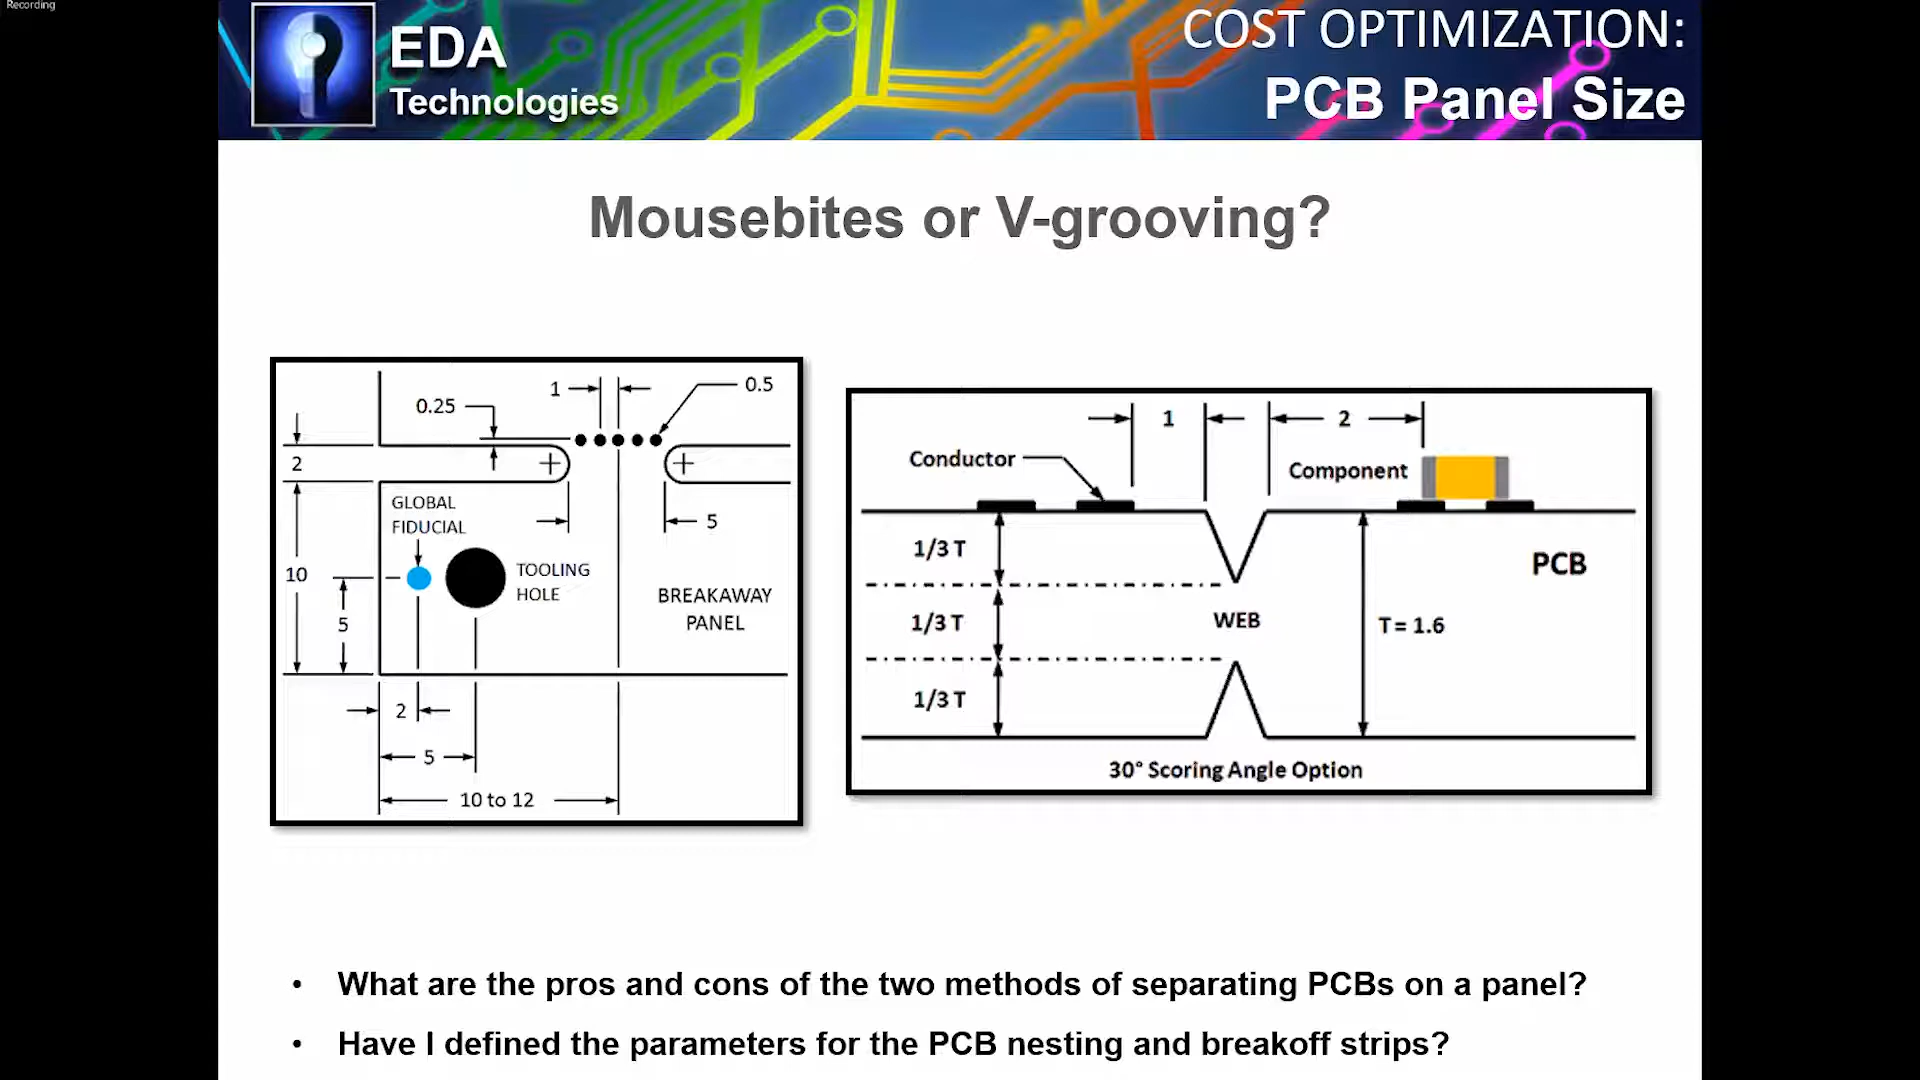 Recording
EDA
Technologies
COST OPTIMIZATION:
PCB Panel Size
Mousebites or V-grooving?
1
0.5
0.25
2
GLOBAL
FIDUCIAL
5
10
TOOLING
HOLE
5
BREAKAWAY
PANEL
2
5
10 to 12
1
2
Conductor
Component
1/3 T
PCB
1/3 T
WEB
T = 1.6
1/3 T
30° Scoring Angle Option
• What are the pros and cons of the two methods of separating PCBs on a panel?
• Have I defined the parameters for the PCB nesting and breakoff strips?